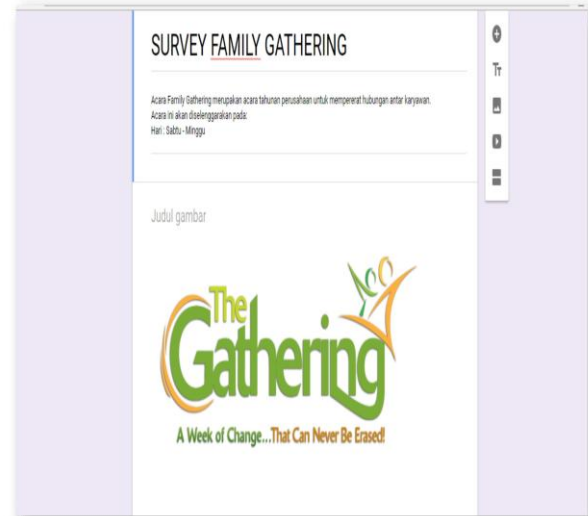 SURVEY FAMILY GATHERING
Acara Family Gathering merupakan acara tahunan perusahaan untuk mempererat hubungan antar karyawan.
Acara ini akan diselenggarakan pada:
Hari : Sabtu - Minggu
Judul gambar
The
Gathering
A Week of Change...That Can Never Be Erased!
Tт